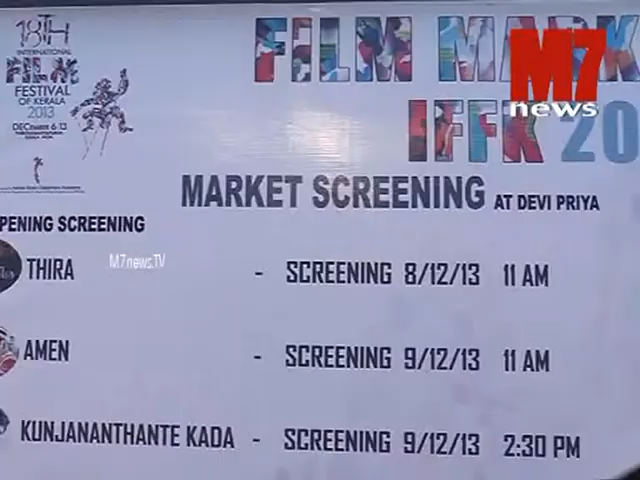 18TH
INTERNATIONAL
FILM
FESTIVAL
OF KERALA
2013
DECEMBER 6-13
FILM
IFFK 20
M7
news
MARKET SCREENING AT DEVI PRIYA
PENING SCREENING
M7news.TV
THIRA - SCREENING 8/12/13 11 AM
AMEN - SCREENING 9/12/13 11 AM
KUNJANANTHANTE KADA - SCREENING 9/12/13 2:30 PM